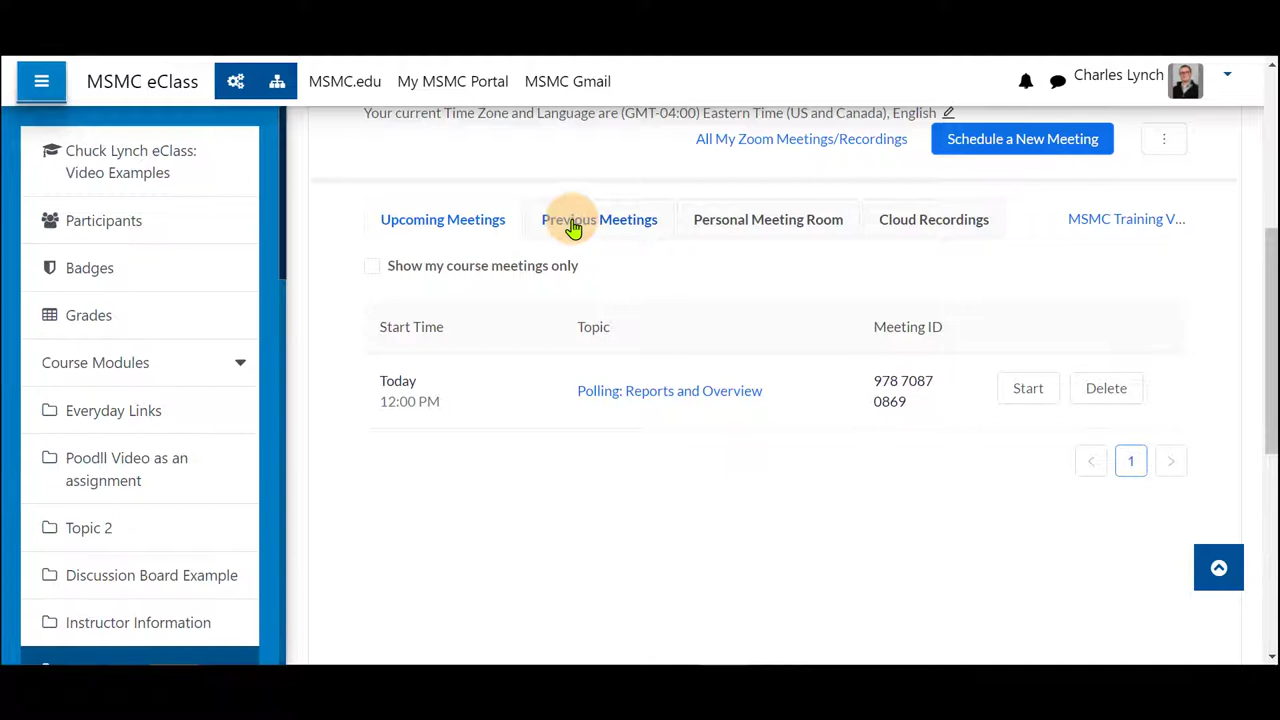 MSMC eClass
MSMC.edu
My MSMC Portal
MSMC Gmail
Charles Lynch
Chuck Lynch eClass:
Video Examples
Participants
Badges
Grades
Course Modules
Everyday Links
Poodll Video as an
assignment
Topic 2
Discussion Board Example
Instructor Information
Your current Time Zone and Language are (GMT-04:00) Eastern Time (US and Canada), English
All My Zoom Meetings/Recordings
Schedule a New Meeting
Upcoming Meetings
Previous Meetings
Personal Meeting Room
Cloud Recordings
MSMC Training V...
Show my course meetings only
Start Time
Topic
Meeting ID
Today
12:00 PM
Polling: Reports and Overview
978 7087
0869
Start
Delete
1